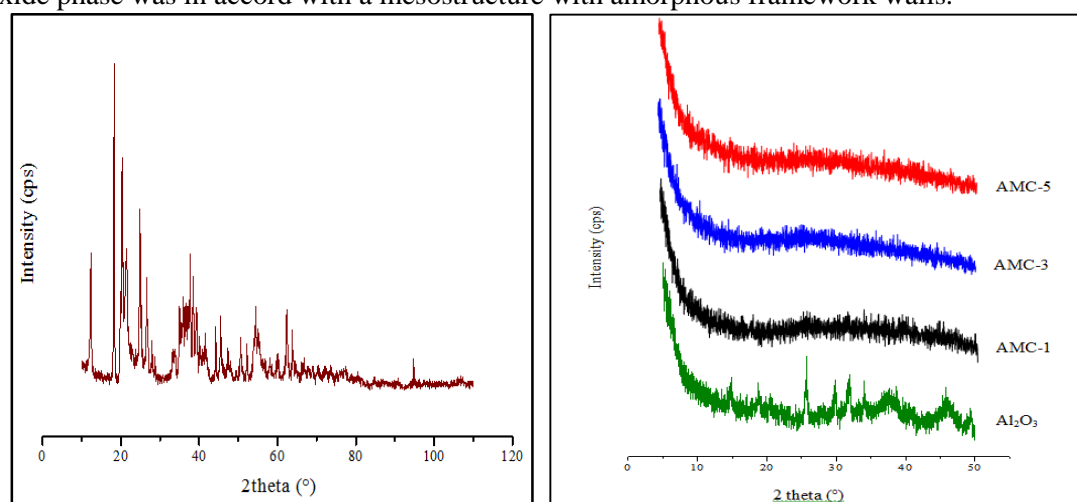 xide phase was in accord with a mesostructure with amorphous framework walls.
Intensity (cps)
0 20 40 60 80 100 120
2theta (°)
Intensity (cps)
AMC-5
AMC-3
AMC-1
Al₂O₃
0 10 20 30 40 50
2 theta (°)